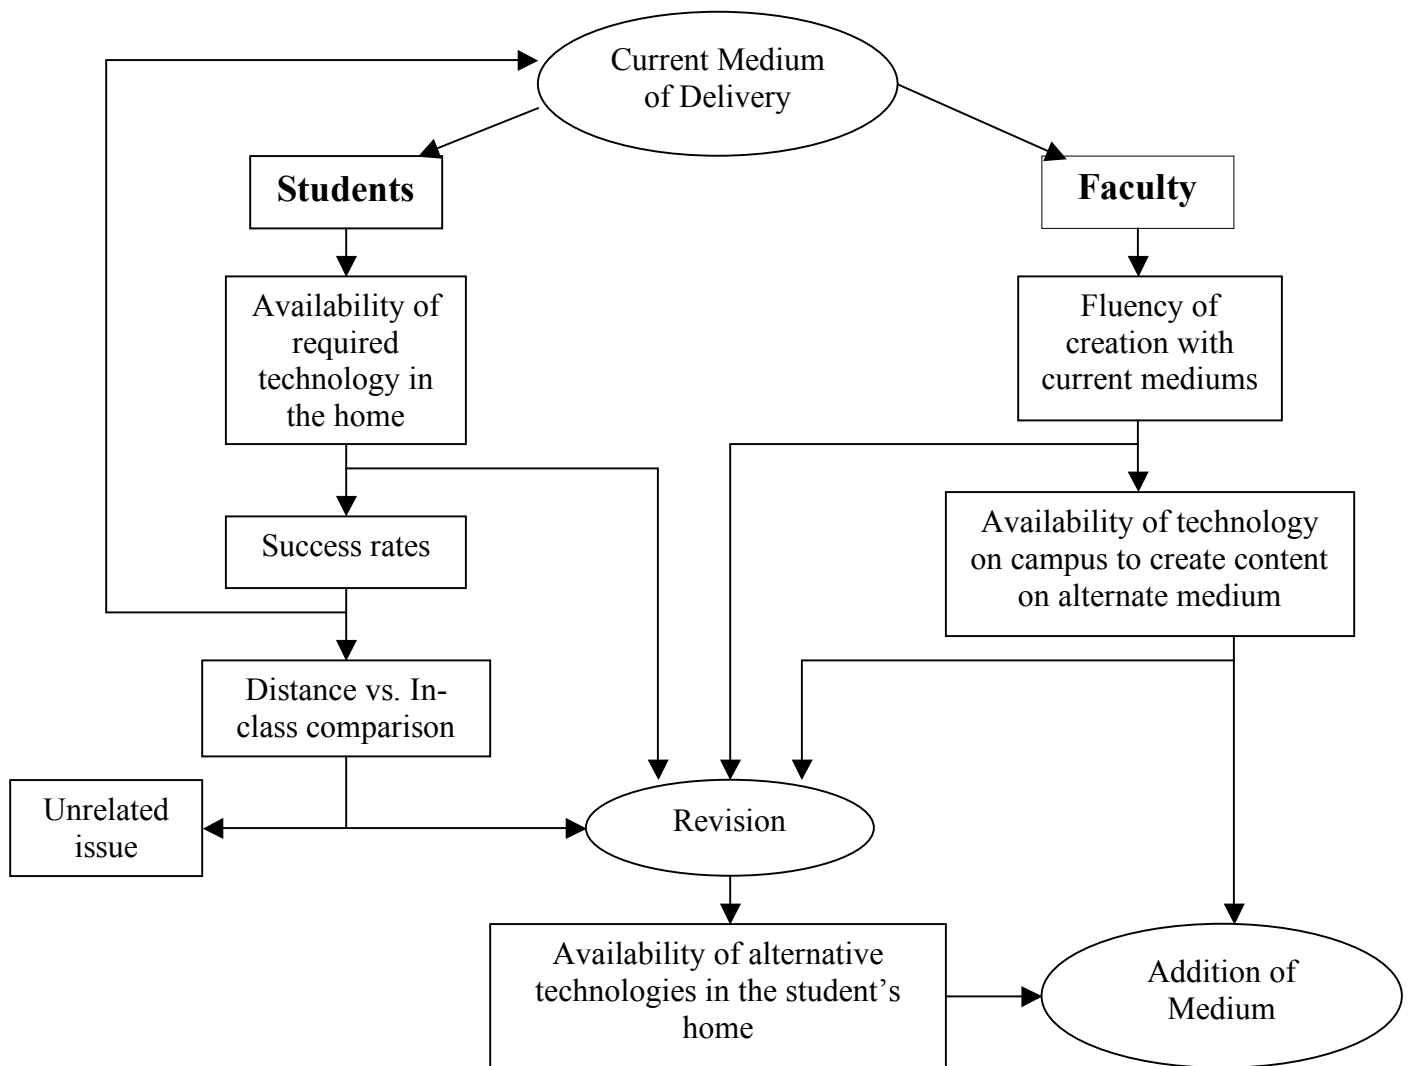 Current Medium
of Delivery
Students
Faculty
Availability of
required
technology in
the home
Fluency of
creation with
current mediums
Success rates
Availability of technology
on campus to create content
on alternate medium
Distance vs. In-
class comparison
Unrelated
issue
Revision
Availability of alternative
technologies in the student’s
home
Addition of
Medium